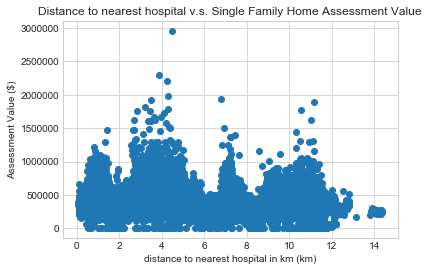 Distance to nearest hospital v.s. Single Family Home Assessment Value
3000000
2500000
2000000
1500000
1000000
500000
0
Assessment Value ($)
0 2 4 6 8 10 12 14
distance to nearest hospital in km (km)